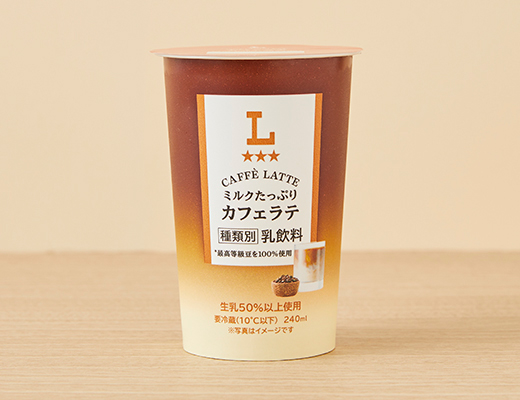 L
★★★
CAFFÈ LATTE
ミルクたっぷり
カフェラテ
種類別 乳飲料
*最高等級豆を100%使用
生乳50%以上使用
要冷蔵(10℃以下) 240ml
※写真はイメージです